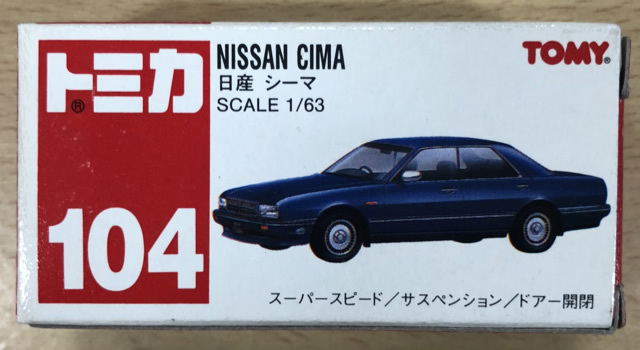 トミカ
®
104
NISSAN CIMA
日産 シーマ
SCALE 1/63
TOMY®
スーパースピード/サスペンション/ドアー開閉